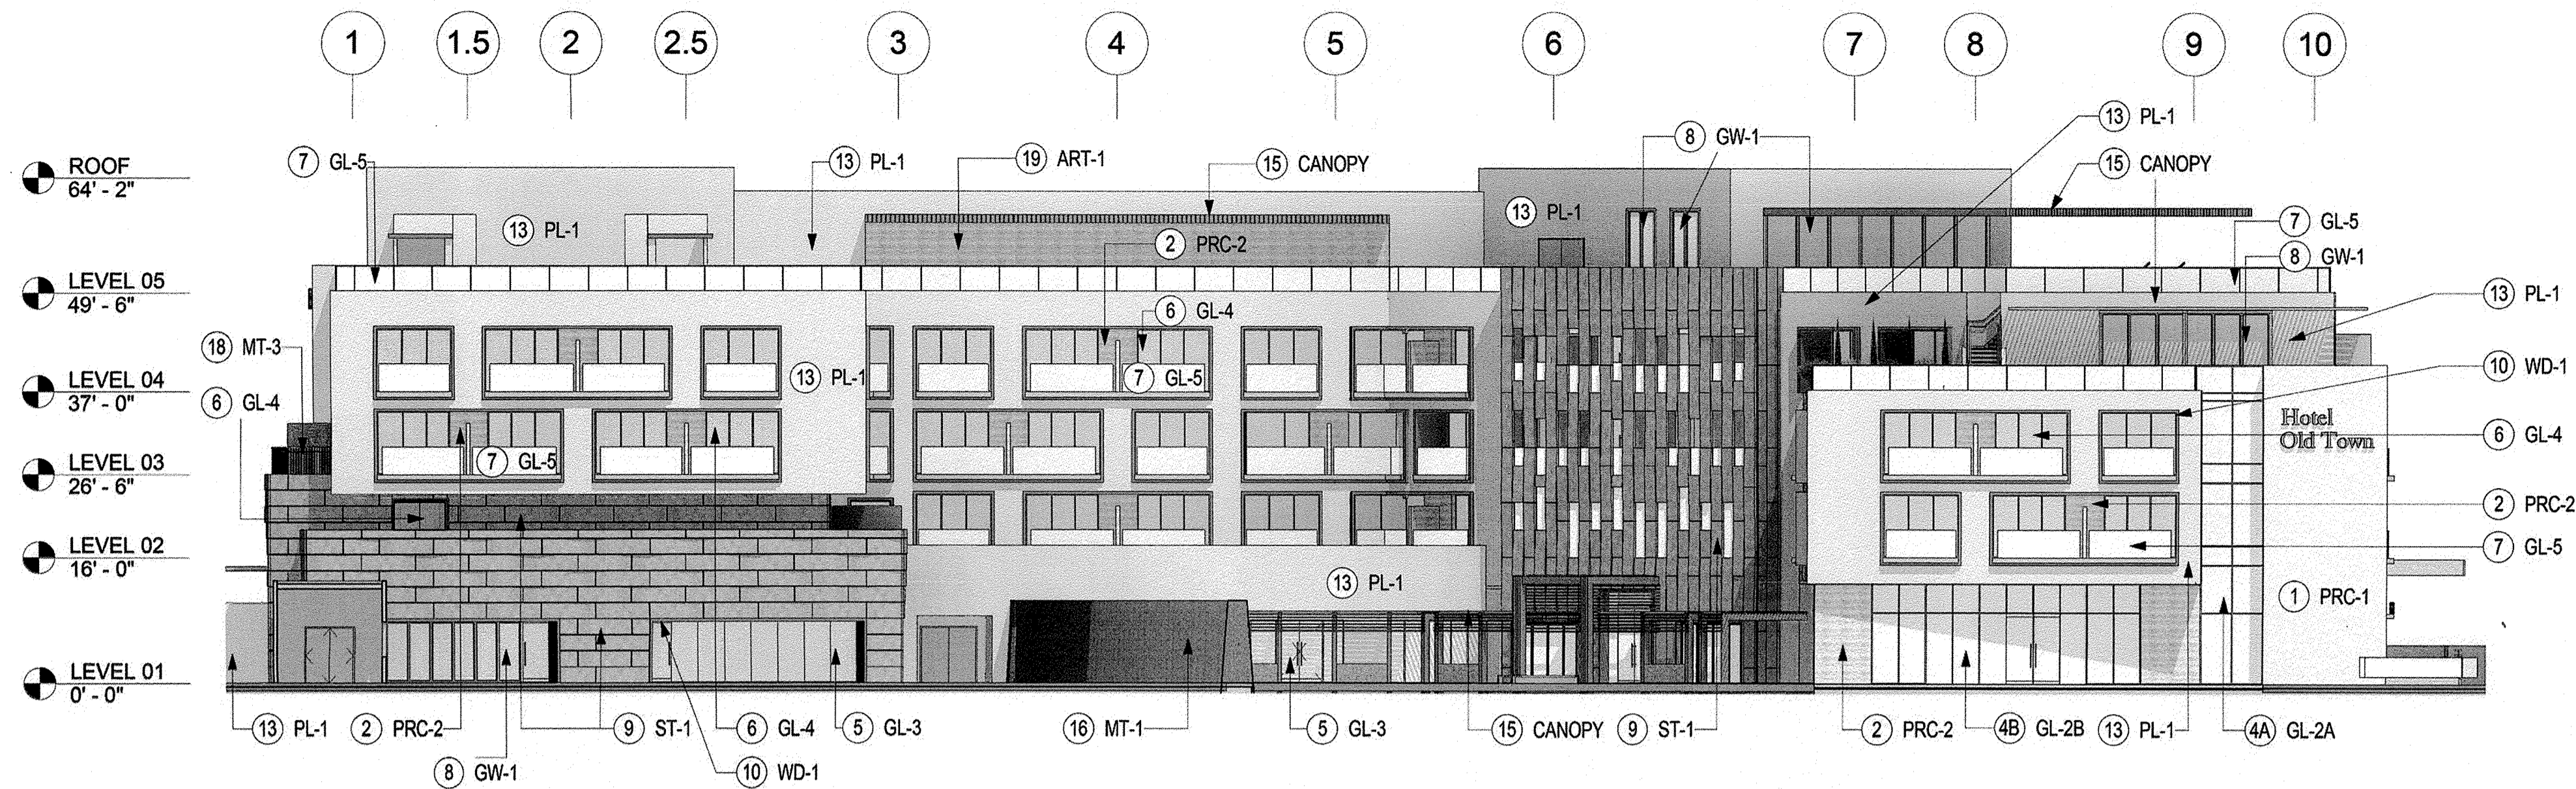 1 1.5 2 2.5 3 4 5 6 7 8 9 10
13 PL-1
8 GW-1
ROOF
64' - 2"
7 GL-5
13 PL-1
19 ART-1
15 CANOPY
15 CANOPY
13 PL-1
13 PL-1
7 GL-5
2 PRC-2
8 GW-1
LEVEL 05
49' - 6"
13 PL-1
6 GL-4
18 MT-3
10 WD-1
13 PL-1
7 GL-5
LEVEL 04
37' - 0"
6 GL-4
Hotel
Old Town
6 GL-4
LEVEL 03
26' - 6"
7 GL-5
2 PRC-2
LEVEL 02
16' - 0"
7 GL-5
13 PL-1
1 PRC-1
LEVEL 01
0' - 0"
13 PL-1
2 PRC-2
9 ST-1
6 GL-4
5 GL-3
16 MT-1
5 GL-3
15 CANOPY
9 ST-1
2 PRC-2
4B GL-2B
13 PL-1
4A GL-2A
8 GW-1
10 WD-1